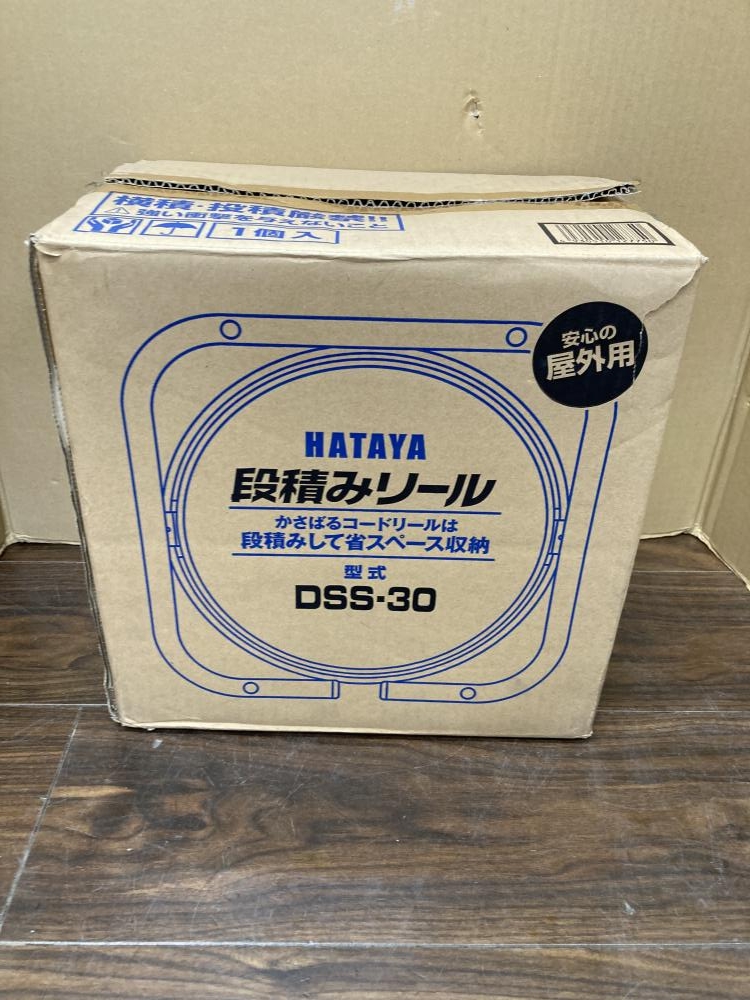 横積・投積厳禁!!
⚠強い衝撃を与えないこと
1個入
安心の
屋外用
HATAYA
段積みリール
かさばるコードリールは
段積みして省スペース収納
型式
DSS-30